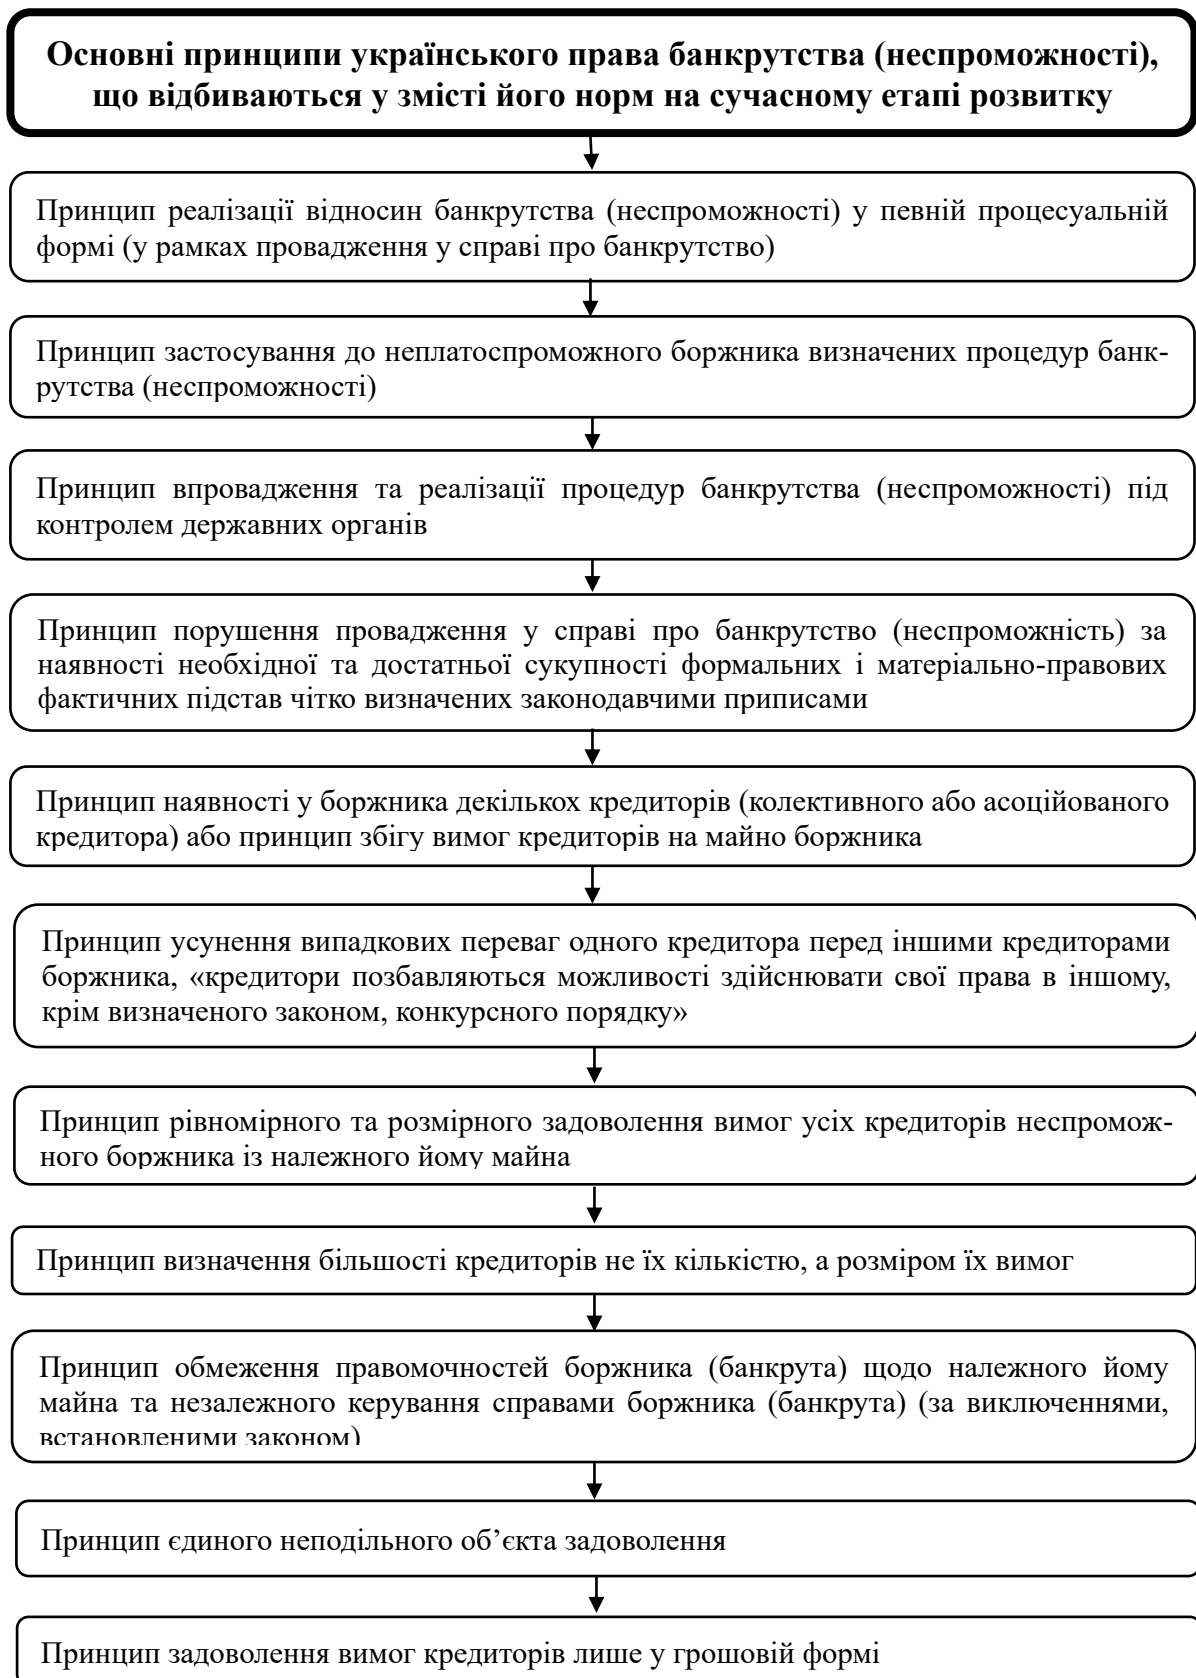 Основні принципи українського права банкрутства (неспроможності),
що відбиваються у змісті його норм на сучасному етапі розвитку
Принцип реалізації відносин банкрутства (неспроможності) у певній процесуальній
формі (у рамках провадження у справі про банкрутство)
Принцип застосування до неплатоспроможного боржника визначених процедур банк-
рутства (неспроможності)
Принцип впровадження та реалізації процедур банкрутства (неспроможності) під
контролем державних органів
Принцип порушення провадження у справі про банкрутство (неспроможність) за
наявності необхідної та достатньої сукупності формальних і матеріально-правових
фактичних підстав чітко визначених законодавчими приписами
Принцип наявності у боржника декількох кредиторів (колективного або асоційованого
кредитора) або принцип збігу вимог кредиторів на майно боржника
Принцип усунення випадкових переваг одного кредитора перед іншими кредиторами
боржника, «кредитори позбавляються можливості здійснювати свої права в іншому,
крім визначеного законом, конкурсного порядку»
Принцип рівномірного та розмірного задоволення вимог усіх кредиторів неспромож-
ного боржника із належного йому майна
Принцип визначення більшості кредиторів не їх кількістю, а розміром їх вимог
Принцип обмеження правомочностей боржника (банкрута) щодо належного йому
майна та незалежного керування справами боржника (банкрута) (за виключеннями,
встановленими законом)
Принцип єдиного неподільного об’єкта задоволення
Принцип задоволення вимог кредиторів лише у грошовій формі